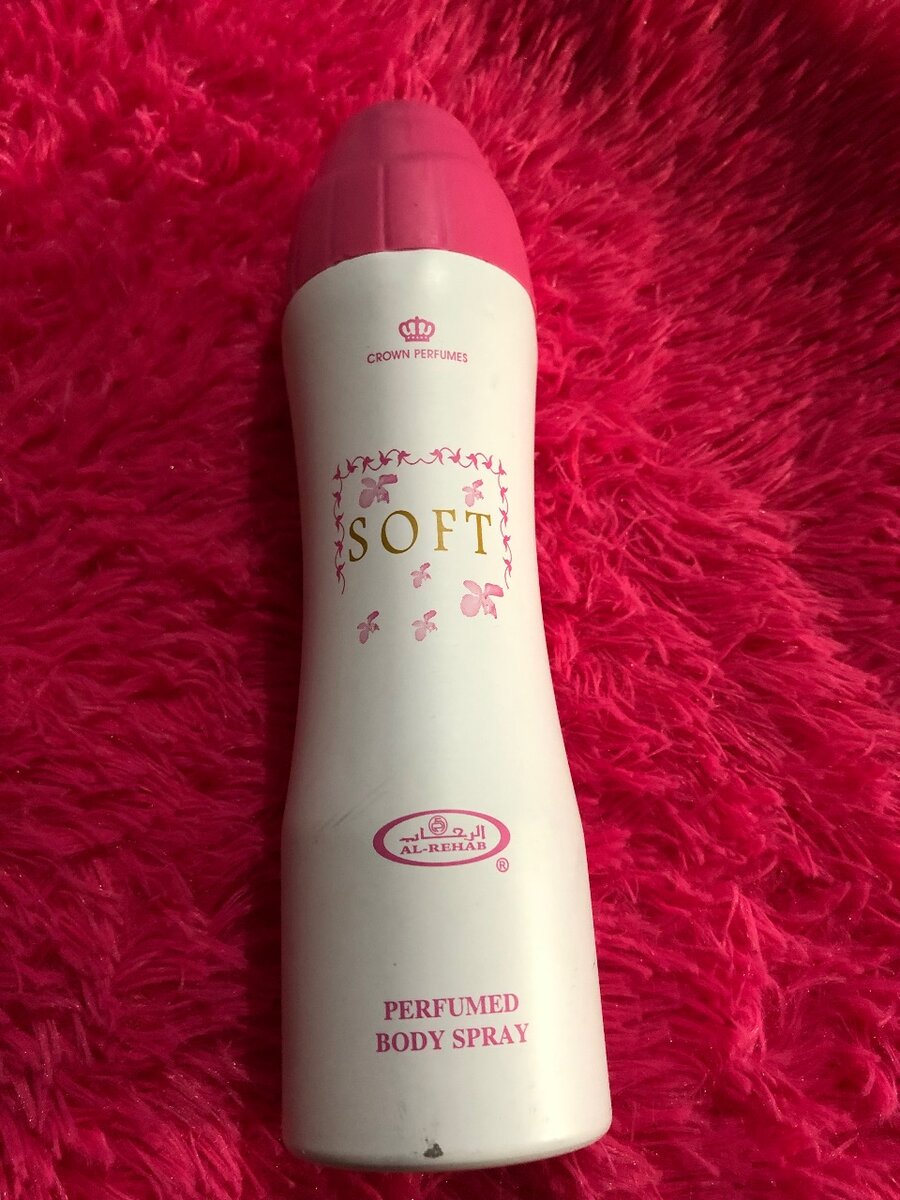 CROWN PERFUMES
SOFT
الرحاب
AL-REHAB
®
PERFUMED
BODY SPRAY